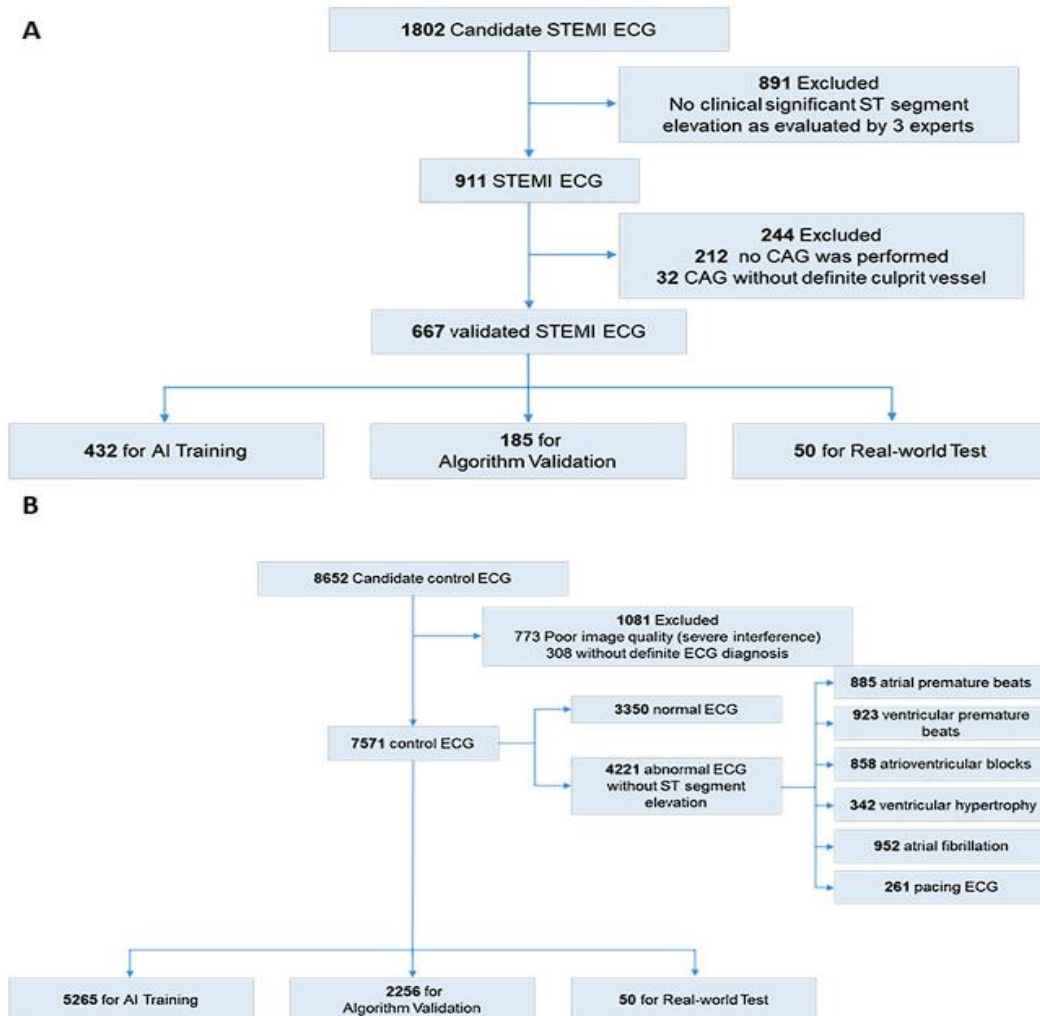 A
1802 Candidate STEMI ECG
891 Excluded
No clinical significant ST segment
elevation as evaluated by 3 experts
911 STEMI ECG
244 Excluded
212 no CAG was performed
32 CAG without definite culprit vessel
667 validated STEMI ECG
432 for AI Training
185 for
Algorithm Validation
50 for Real-world Test
B
8652 Candidate control ECG
1081 Excluded
773 Poor image quality (severe interference)
308 without definite ECG diagnosis
7571 control ECG
3350 normal ECG
4221 abnormal ECG
without ST segment
elevation
885 atrial premature beats
923 ventricular premature
beats
858 atrioventricular blocks
342 ventricular hypertrophy
952 atrial fibrillation
261 pacing ECG
5265 for AI Training
2256 for
Algorithm Validation
50 for Real-world Test